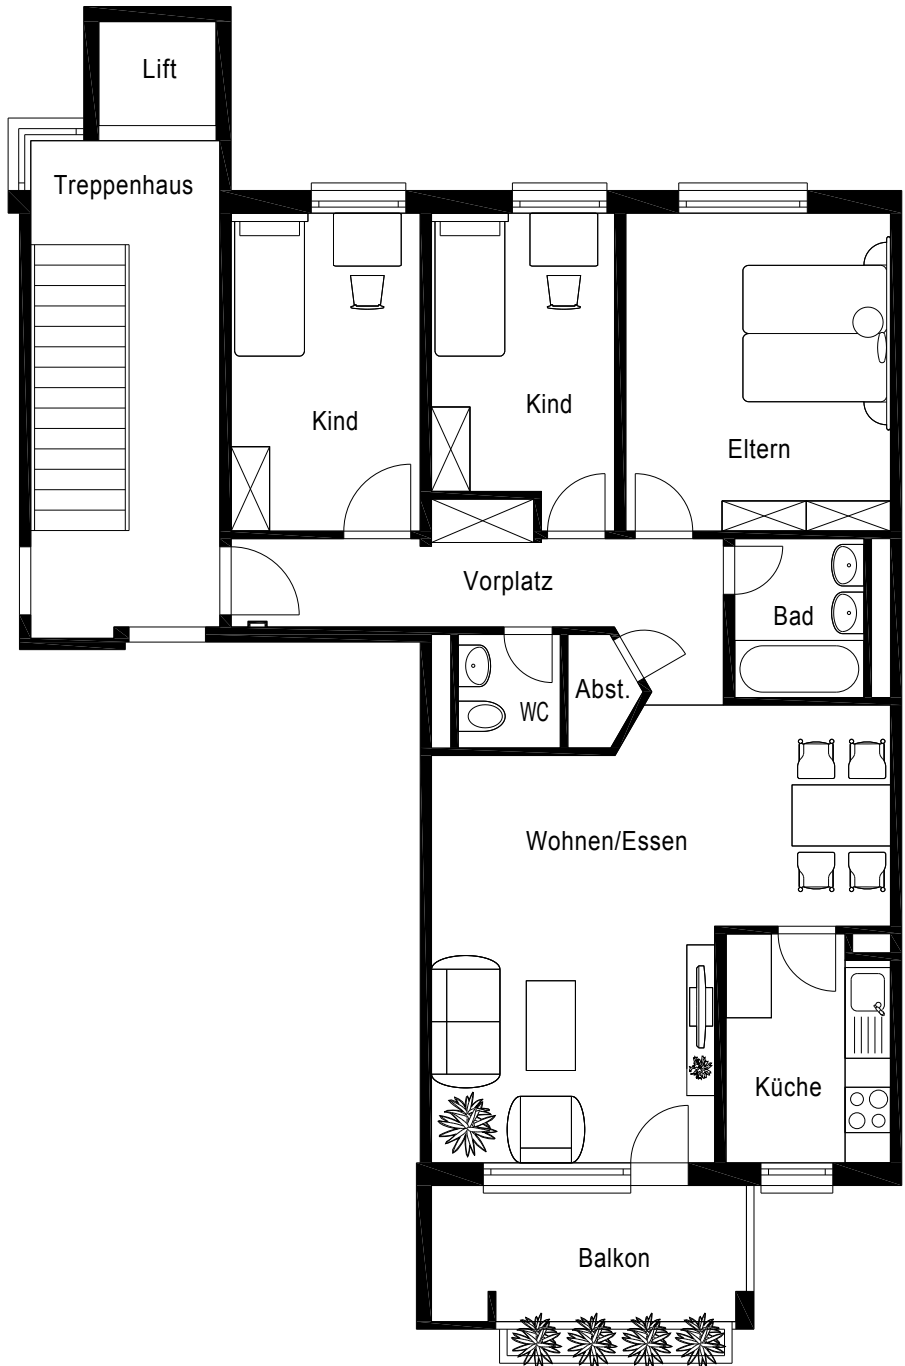 Lift
Treppenhaus
Kind
Kind
Eltern
Vorplatz
Bad
WC
Abst.
Wohnen/Essen
Küche
Balkon